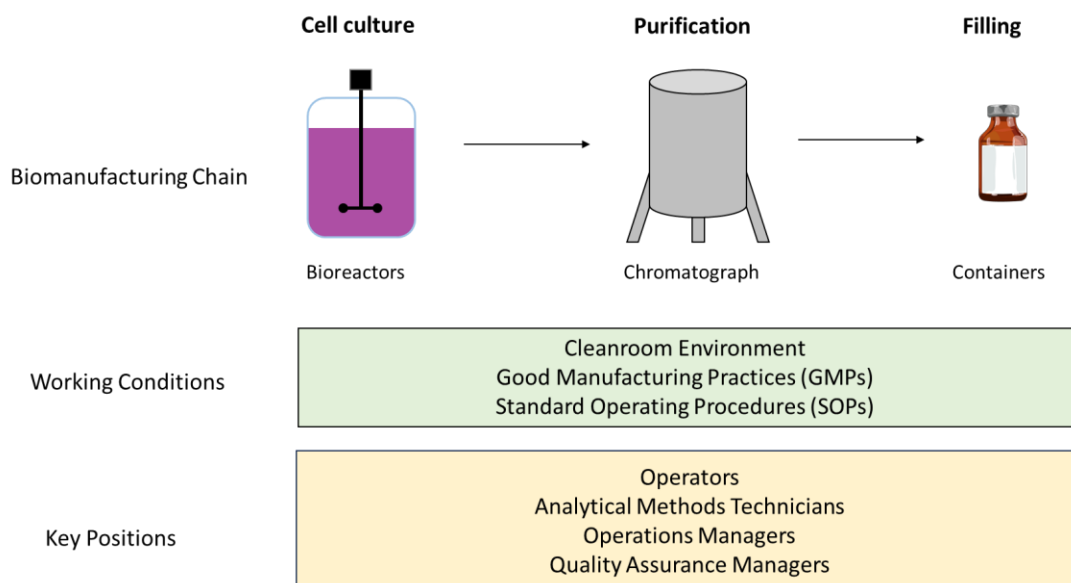 Cell culture
Purification
Filling
Biomanufacturing Chain
Bioreactors
Chromatograph
Containers
Working Conditions
Cleanroom Environment
Good Manufacturing Practices (GMPs)
Standard Operating Procedures (SOPs)
Key Positions
Operators
Analytical Methods Technicians
Operations Managers
Quality Assurance Managers